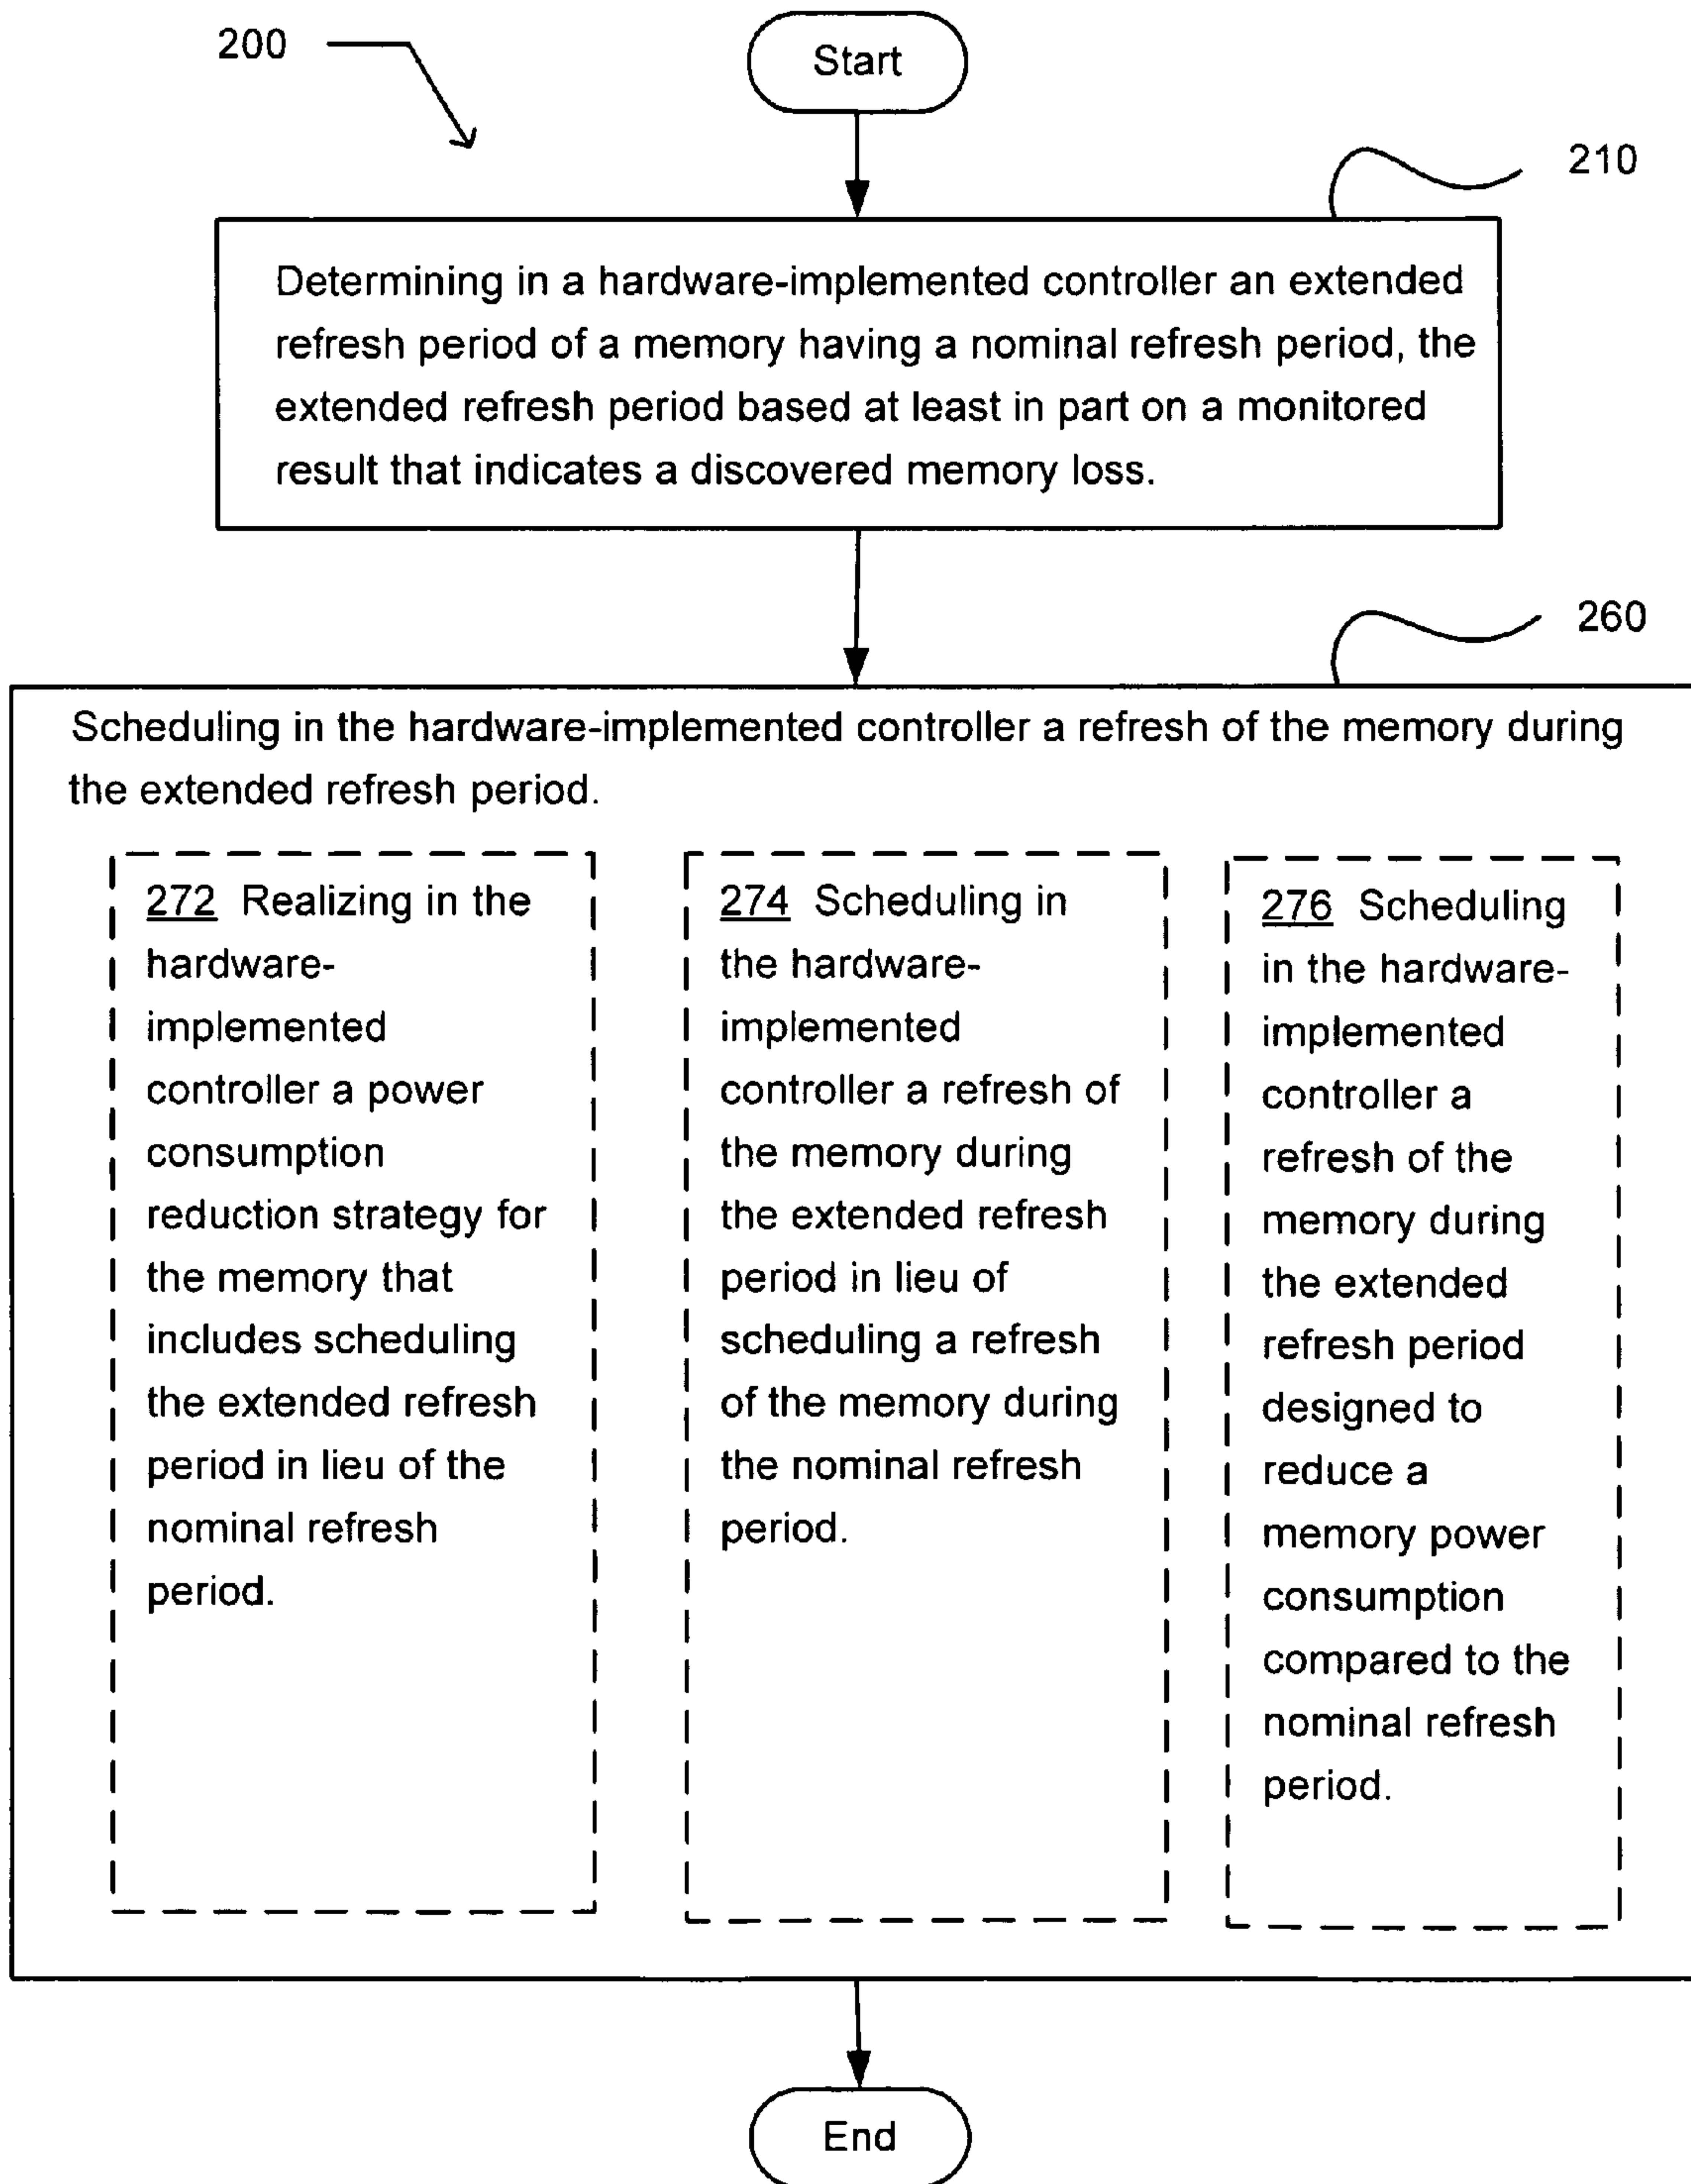 200
Start
210
Determining in a hardware-implemented controller an extended
refresh period of a memory having a nominal refresh period, the
extended refresh period based at least in part on a monitored
result that indicates a discovered memory loss.
260
Scheduling in the hardware-implemented controller a refresh of the memory during
the extended refresh period.
272 Realizing in the
hardware-
implemented
controller a power
consumption
reduction strategy for
the memory that
includes scheduling
the extended refresh
period in lieu of the
nominal refresh
period.
274 Scheduling in
the hardware-
implemented
controller a refresh of
the memory during
the extended refresh
period in lieu of
scheduling a refresh
of the memory during
the nominal refresh
period.
276 Scheduling
in the hardware-
implemented
controller a
refresh of the
memory during
the extended
refresh period
designed to
reduce a
memory power
consumption
compared to the
nominal refresh
period.
End